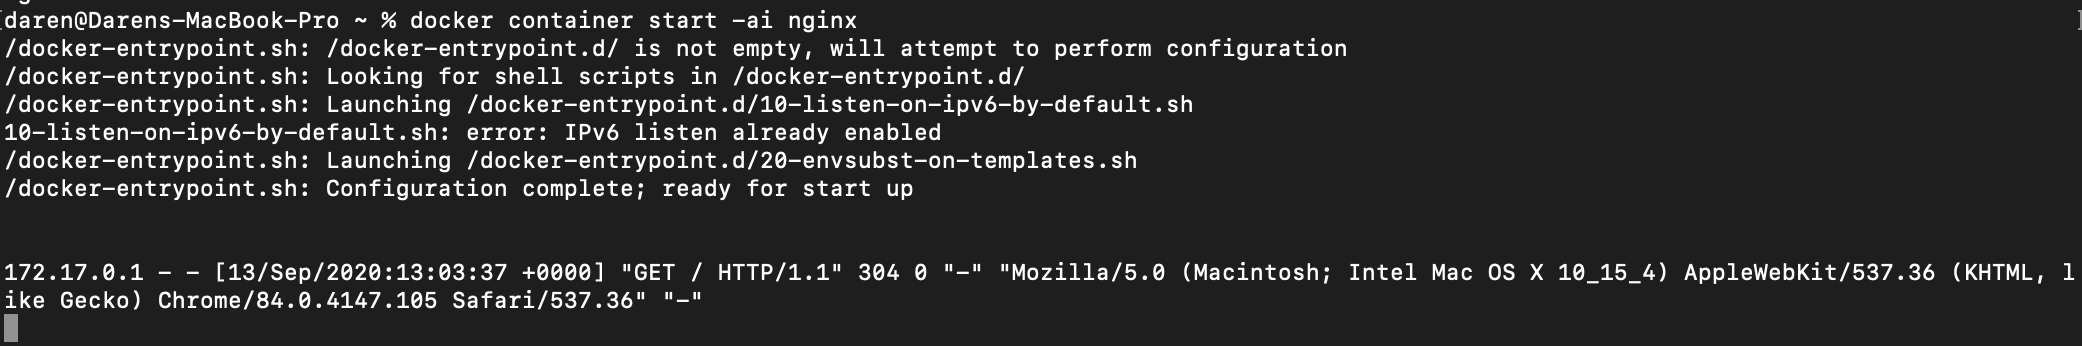 daren@Darens-MacBook-Pro ~ % docker container start -ai nginx
/docker-entrypoint.sh: /docker-entrypoint.d/ is not empty, will attempt to perform configuration
/docker-entrypoint.sh: Looking for shell scripts in /docker-entrypoint.d/
/docker-entrypoint.sh: Launching /docker-entrypoint.d/10-listen-on-ipv6-by-default.sh
10-listen-on-ipv6-by-default.sh: error: IPv6 listen already enabled
/docker-entrypoint.sh: Launching /docker-entrypoint.d/20-envsubst-on-templates.sh
/docker-entrypoint.sh: Configuration complete; ready for start up
172.17.0.1 - - [13/Sep/2020:13:03:37 +0000] "GET / HTTP/1.1" 304 0 "-" "Mozilla/5.0 (Macintosh; Intel Mac OS X 10_15_4) AppleWebKit/537.36 (KHTML, l
ike Gecko) Chrome/84.0.4147.105 Safari/537.36" "-"